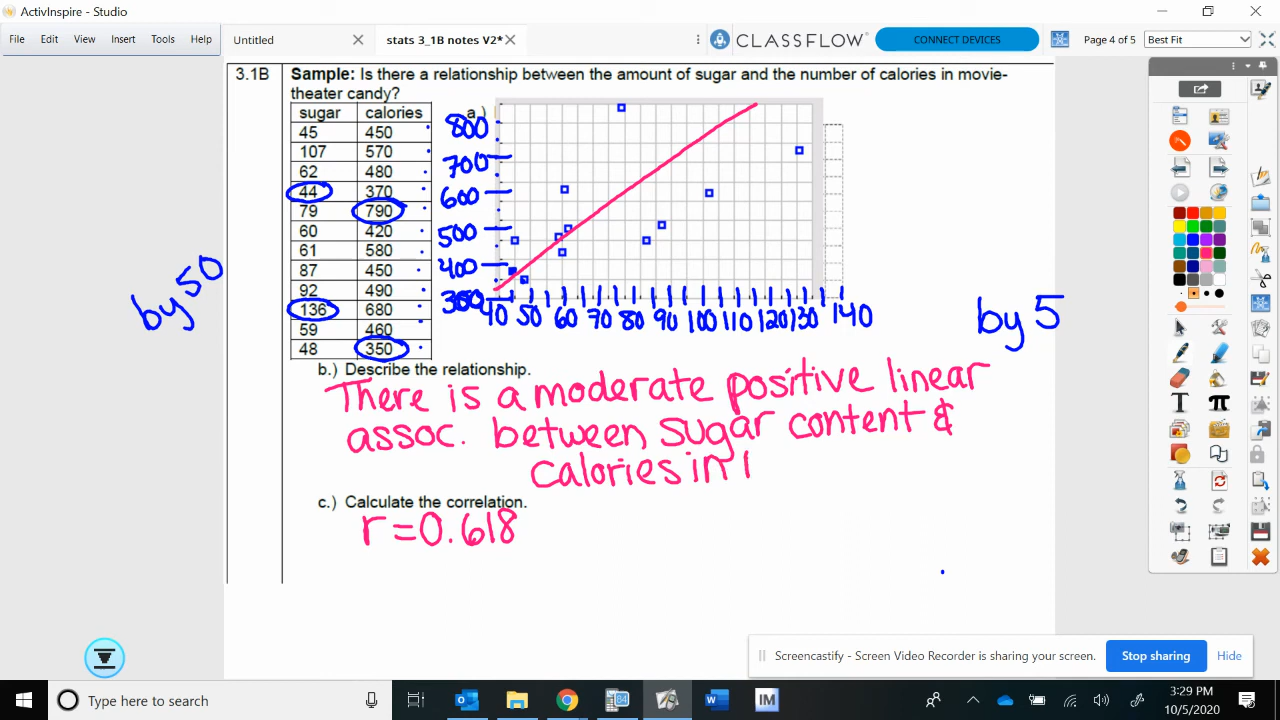 ActivInspire - Studio
File Edit View Insert Tools Help
Untitled
stats 3_1B notes V2*
CLASSFLOW
CONNECT DEVICES
Page 4 of 5
Best Fit
3.1B
Sample: Is there a relationship between the amount of sugar and the number of calories in movie-
theater candy?
sugar calories
45 450
107 570
62 480
44 370
79 790
60 420
61 580
87 450
92 490
136 680
59 460
48 350
a.)
800
700
600
500
400
40 50 60 70 80 90 100 110 120 130 140
by 50
by 5
b.) Describe the relationship.
There is a moderate positive linear
assoc. between sugar content &
calories in
c.) Calculate the correlation.
r=0.618
Screencastify - Screen Video Recorder is sharing your screen.
Stop sharing
Hide
Type here to search
IM
3:29 PM
10/5/2020